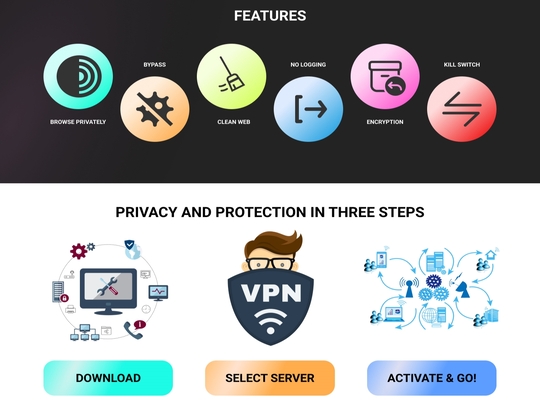 FEATURES
BYPASS
NO LOGGING
KILL SWITCH
BROWSE PRIVATELY
CLEAN WEB
ENCRYPTION
PRIVACY AND PROTECTION IN THREE STEPS
VPN
DOWNLOAD
SELECT SERVER
ACTIVATE & GO!